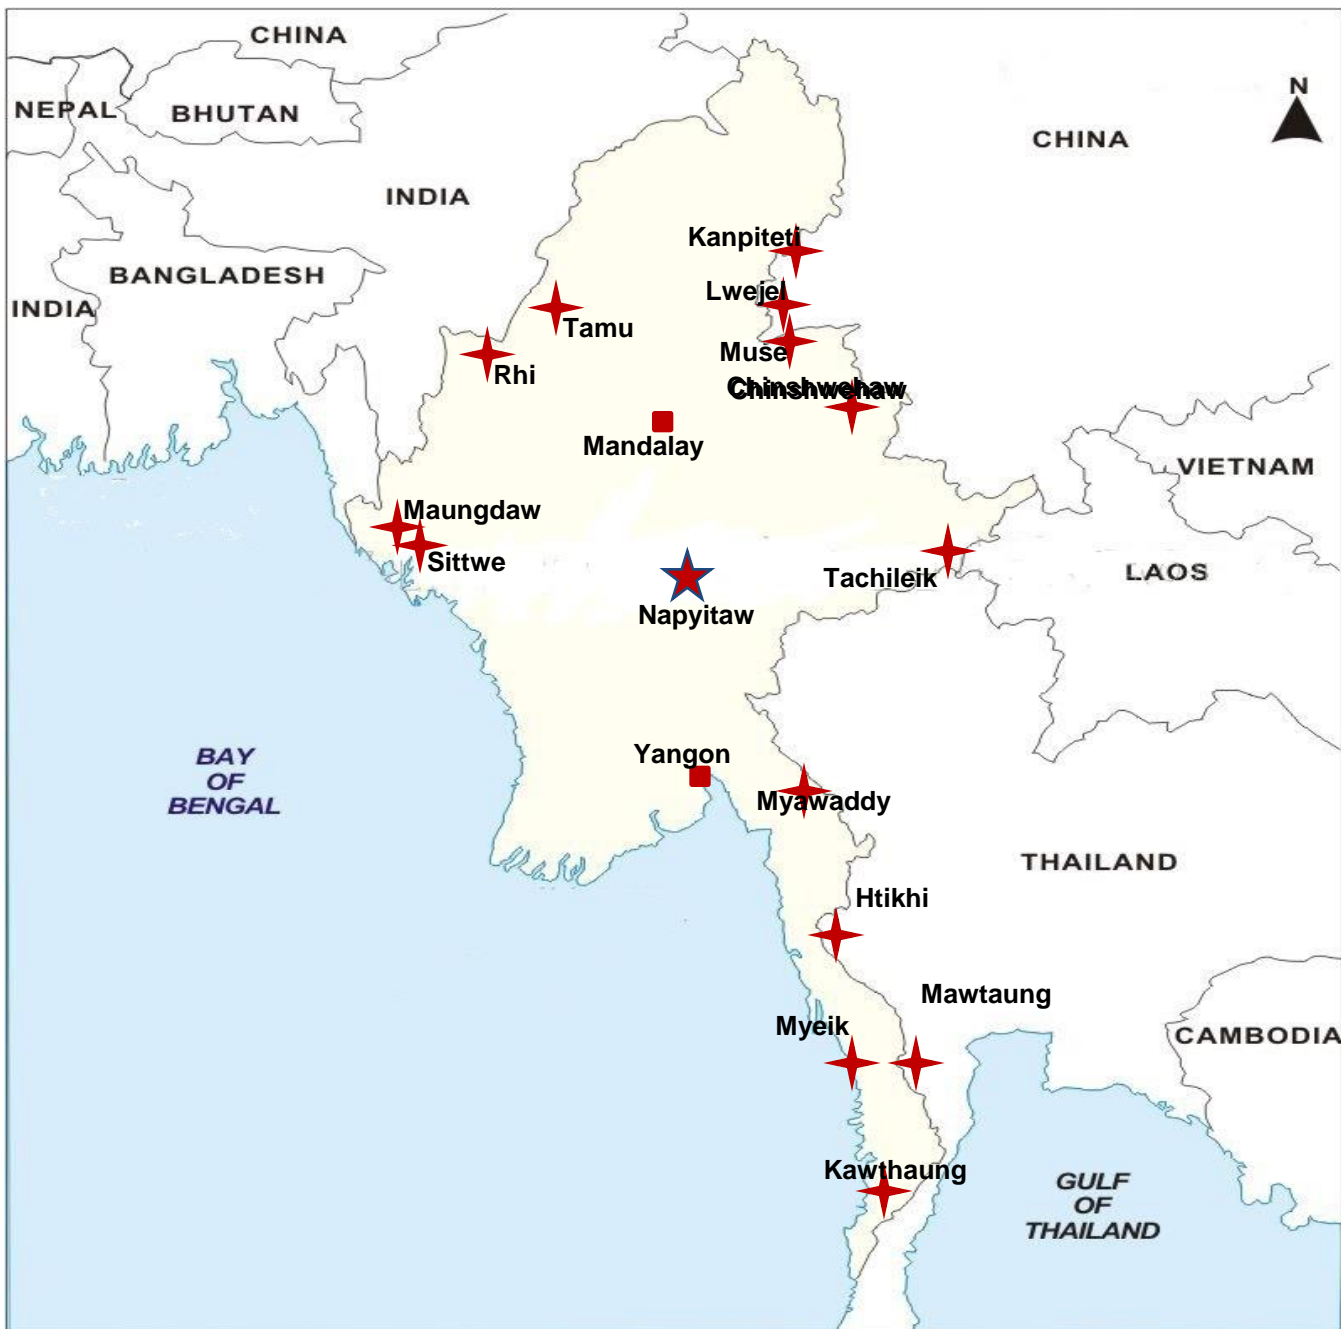 CHINA
N
NEPAL
BHUTAN
CHINA
INDIA
Kanpiteti
BANGLADESH
Lwejel
INDIA
Tamu
Muse
Rhi
Chinshwehaw
Chinshwehaw
Mandalay
VIETNAM
Maungdaw
Sittwe
Tachileik
LAOS
Napyitaw
Yangon
BAY
OF
BENGAL
Myawaddy
THAILAND
Htikhi
Mawtaung
Myeik
CAMBODIA
Kawthaung
GULF
OF
THAILAND